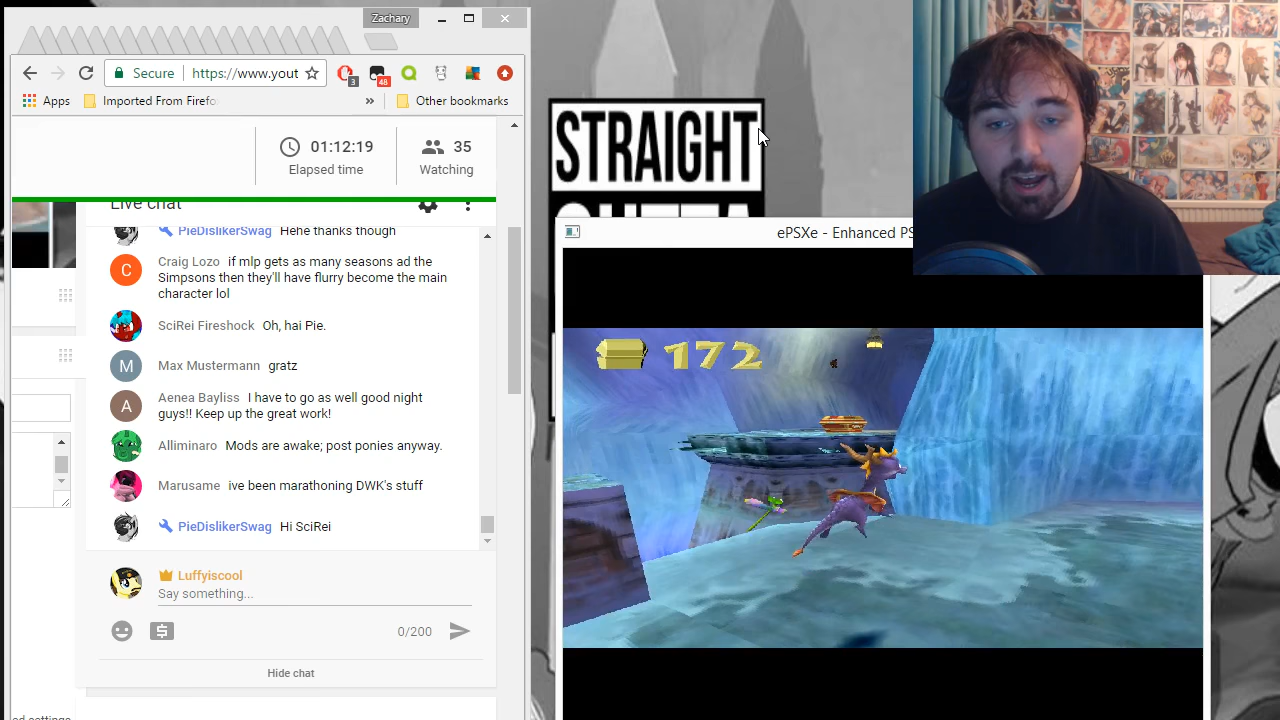 Zachary
Secure
https://www.yout
3
48
Apps
Imported From Firefo
»
Other bookmarks
01:12:19
Elapsed time
35
Watching
Live chat
PieDislikerSwag Hehe thanks though
C
Craig Lozo if mlp gets as many seasons ad the
Simpsons then they'll have flurry become the main
character lol
SciRei Fireshock Oh, hai Pie.
M
Max Mustermann gratz
A
Aenea Bayliss I have to go as well good night
guys!! Keep up the great work!
Alliminaro Mods are awake; post ponies anyway.
Marusame ive been marathoning DWK's stuff
PieDislikerSwag Hi SciRei
Luffyiscool
Say something...
0/200
Hide chat
ed settings
STRAIGHT
OUTTA
ePSXe - Enhanced PS
172